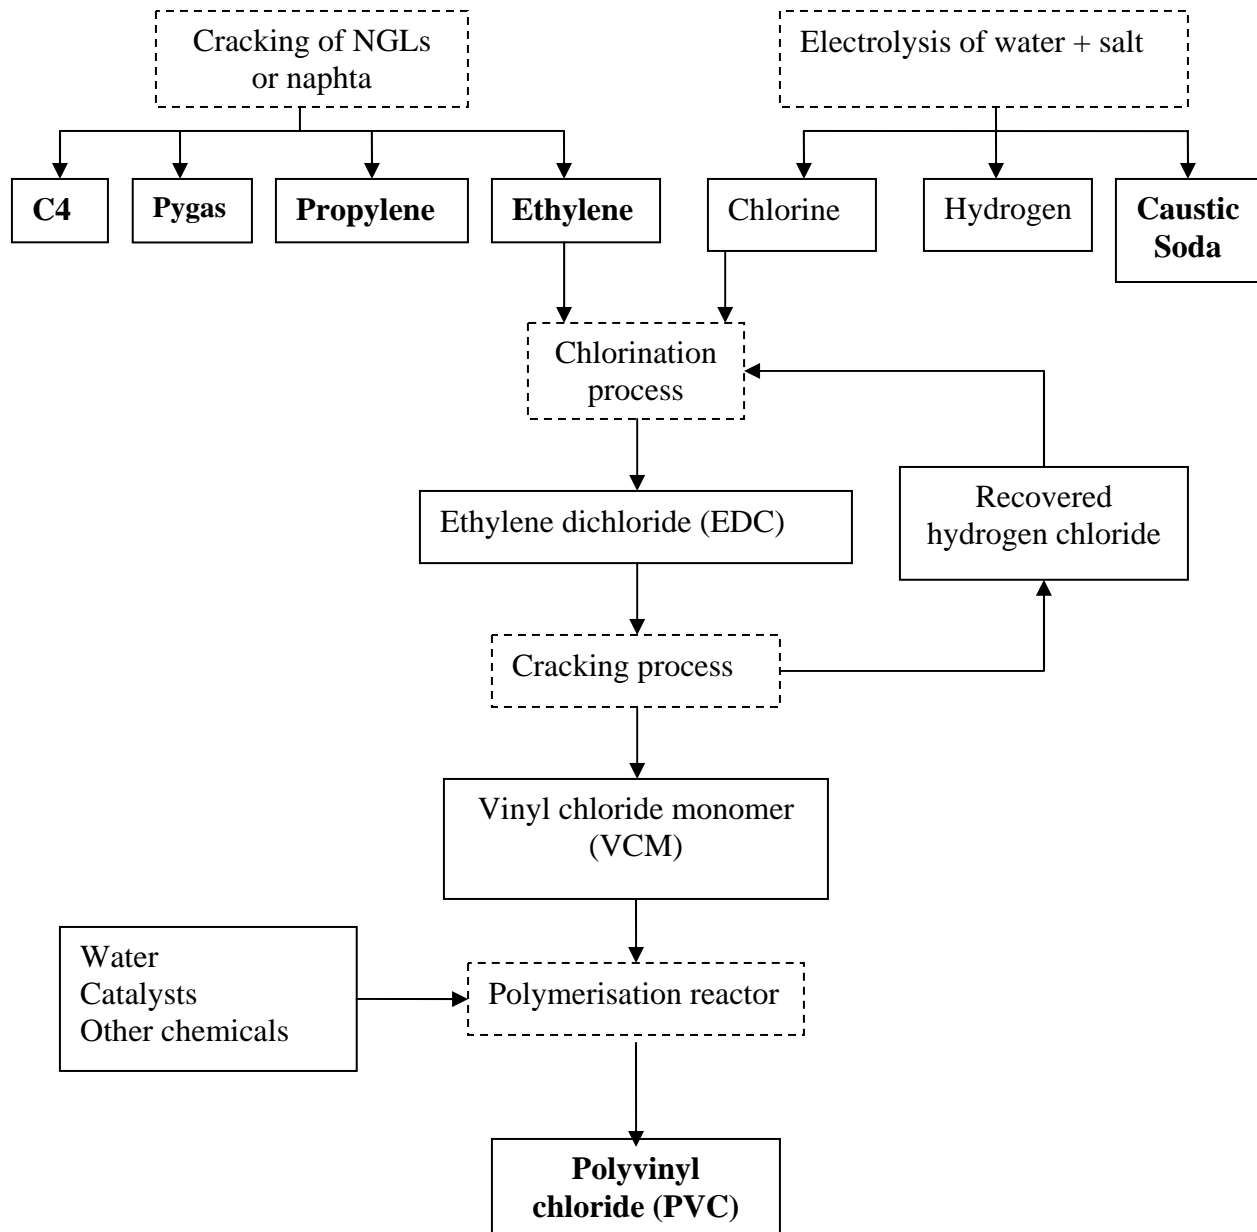 Cracking of NGLs
or naphta
Electrolysis of water + salt
C4
Pygas
Propylene
Ethylene
Chlorine
Hydrogen
Caustic
Soda
Chlorination
process
Ethylene dichloride (EDC)
Recovered
hydrogen chloride
Cracking process
Vinyl chloride monomer
(VCM)
Water
Catalysts
Other chemicals
Polymerisation reactor
Polyvinyl
chloride (PVC)